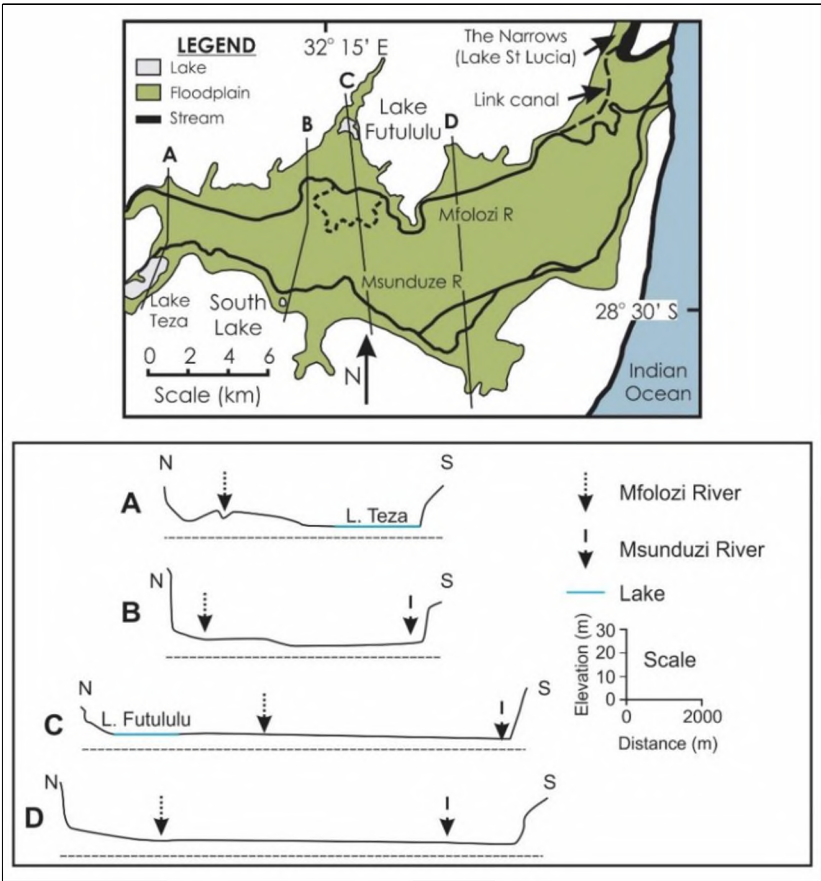 LEGEND
Lake
Floodplain
Stream
32° 15' E
The Narrows
(Lake St Lucia)
Link canal
A
B
C
Lake
Futululu
D
Mfolozi R
Msunduze R
Lake
Teza
South
Lake
28° 30' S
0 2 4 6
Scale (km)
N
Indian
Ocean
N S
A
L. Teza
N S
B
N S
C
L. Futululu
N S
D
Mfolozi River
Msunduzi River
Lake
Elevation (m)
30
20
10
0
Scale
0 2000
Distance (m)